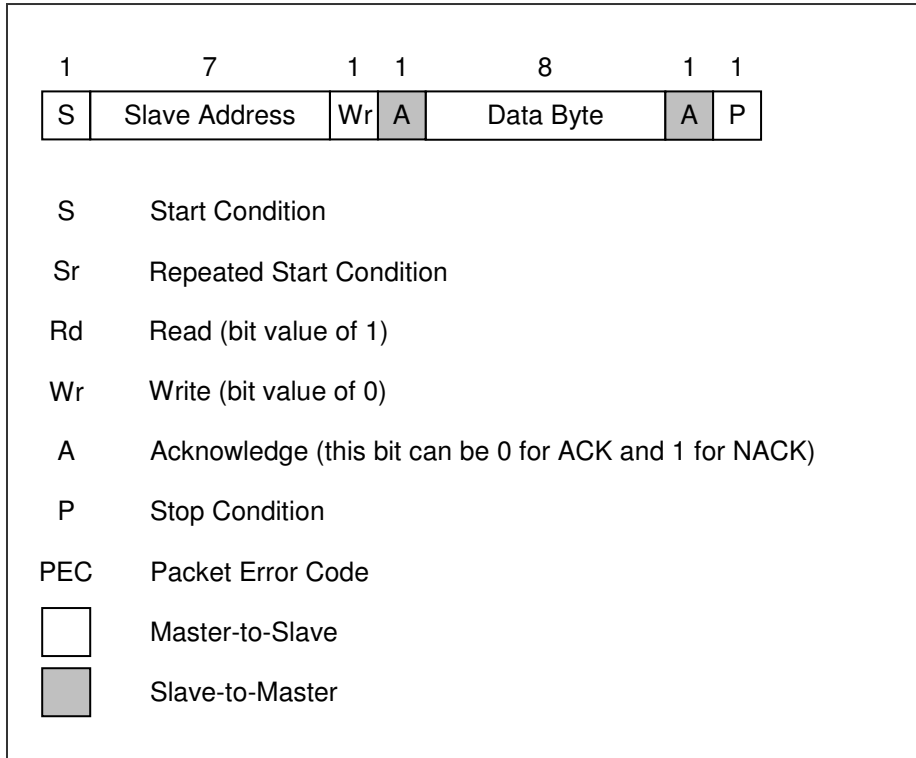 1 7 1 1 8 1 1
S Slave Address Wr A Data Byte A P
S Start Condition
Sr Repeated Start Condition
Rd Read (bit value of 1)
Wr Write (bit value of 0)
A Acknowledge (this bit can be 0 for ACK and 1 for NACK)
P Stop Condition
PEC Packet Error Code
Master-to-Slave
Slave-to-Master